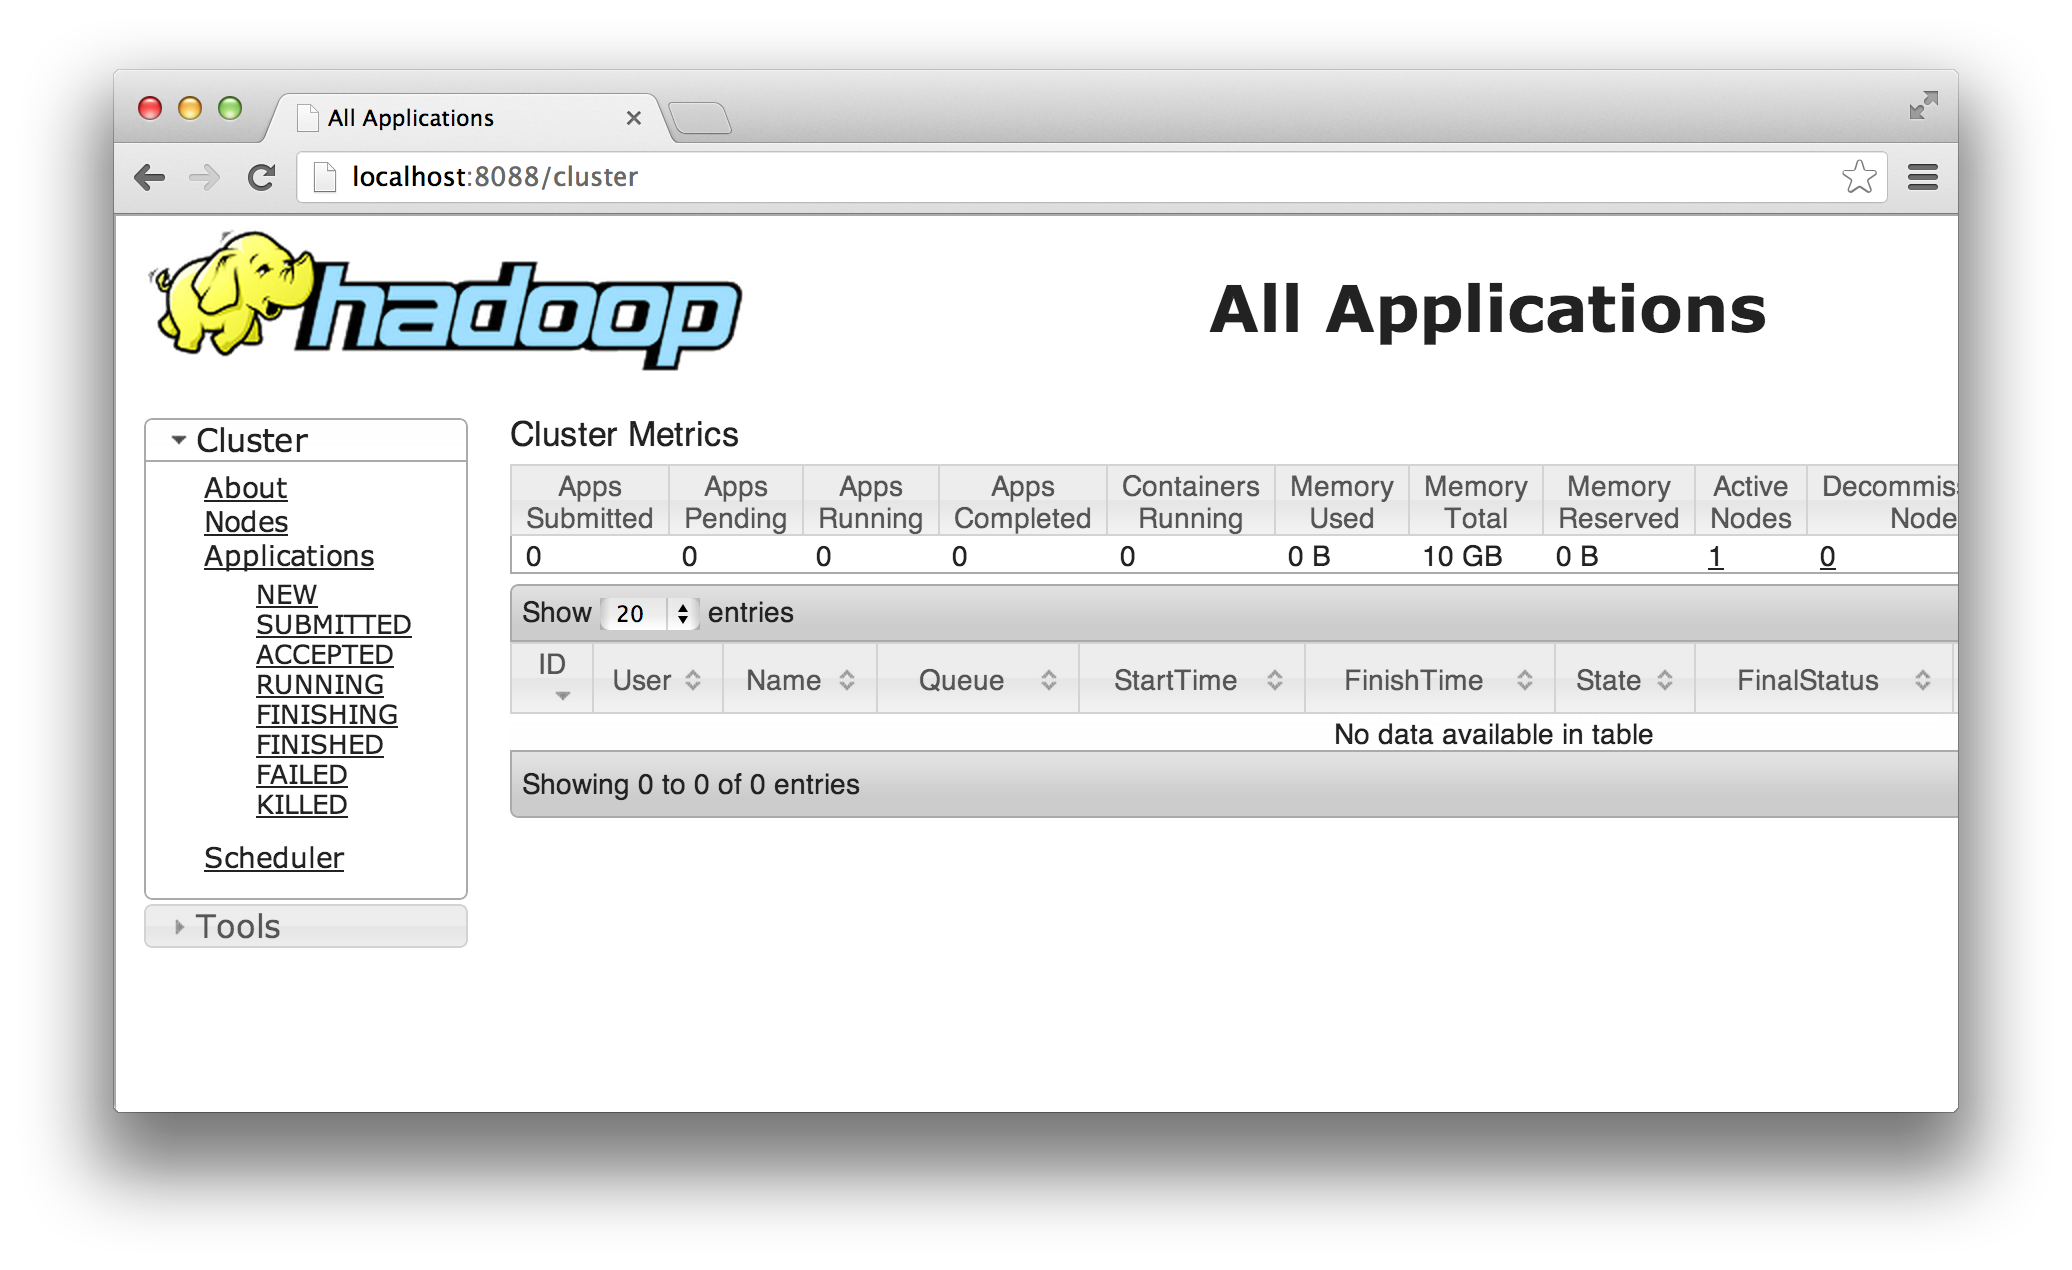 All Applications
localhost:8088/cluster
hadoop
All Applications
Cluster
About
Nodes
Applications
NEW
SUBMITTED
ACCEPTED
RUNNING
FINISHING
FINISHED
FAILED
KILLED
Scheduler
Tools
Cluster Metrics
Apps Submitted Apps Pending Apps Running Apps Completed Containers Running Memory Used Memory Total Memory Reserved Active Nodes Decommis Node
0 0 0 0 0 0 B 10 GB 0 B 1 0
Show 20 entries
ID User Name Queue StartTime FinishTime State FinalStatus
No data available in table
Showing 0 to 0 of 0 entries